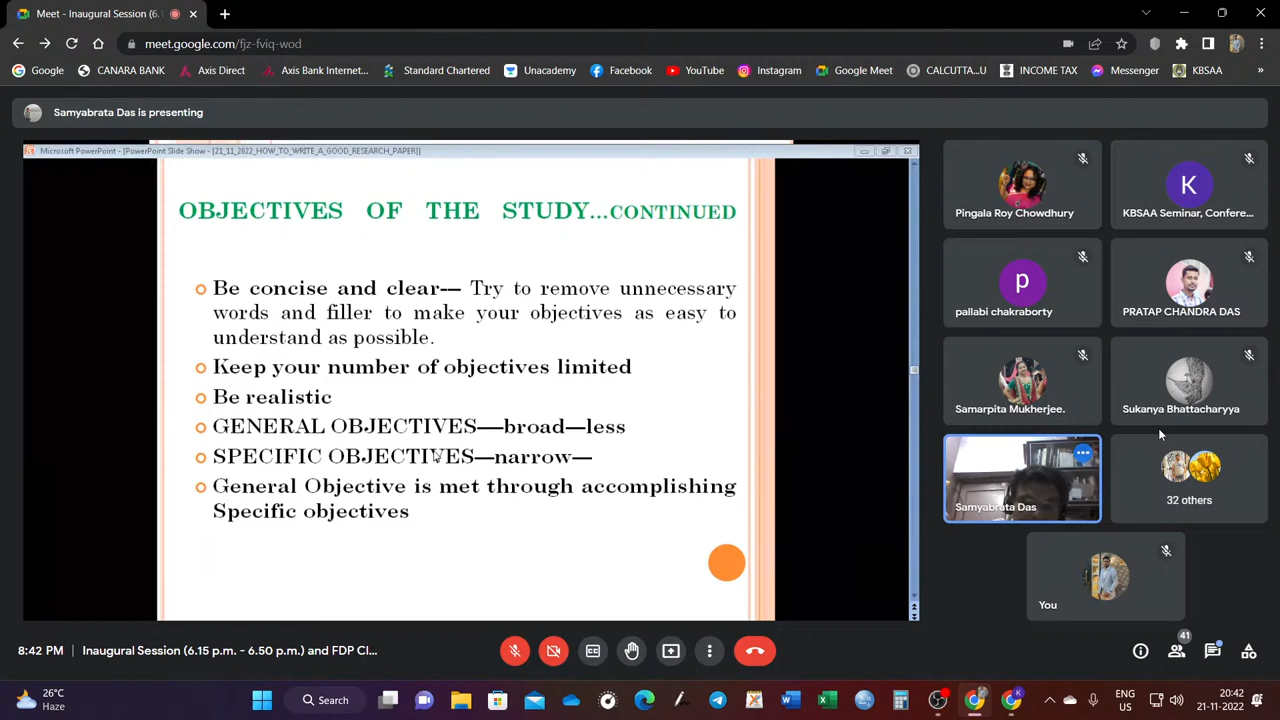 Meet - Inaugural Session (6.1
meet.google.com/fjz-fviq-wod
Google CANARA BANK Axis Direct Axis Bank Internet... Standard Chartered Unacademy Facebook YouTube Instagram Google Meet CALCUTTA...U INCOME TAX Messenger KBSAA »
Samyabrata Das is presenting
Microsoft PowerPoint - [PowerPoint Slide Show - [21_11_2022_HOW_TO_WRITE_A_GOOD_RESEARCH_PAPER]]
OBJECTIVES OF THE STUDY...CONTINUED
Be concise and clear-– Try to remove unnecessary
words and filler to make your objectives as easy to
understand as possible.
Keep your number of objectives limited
Be realistic
GENERAL OBJECTIVES—-broad—less
SPECIFIC OBJECTIVES—narrow—
General Objective is met through accomplishing
Specific objectives
Pingala Roy Chowdhury
K
KBSAA Seminar, Confere...
p
pallabi chakraborty
PRATAP CHANDRA DAS
Samarpita Mukherjee.
Sukanya Bhattacharyya
Samyabrata Das
32 others
You
8:42 PM | Inaugural Session (6.15 p.m. - 6.50 p.m.) and FDP Cl...
41
26°C
Haze
Search
ENG
US
20:42
21-11-2022